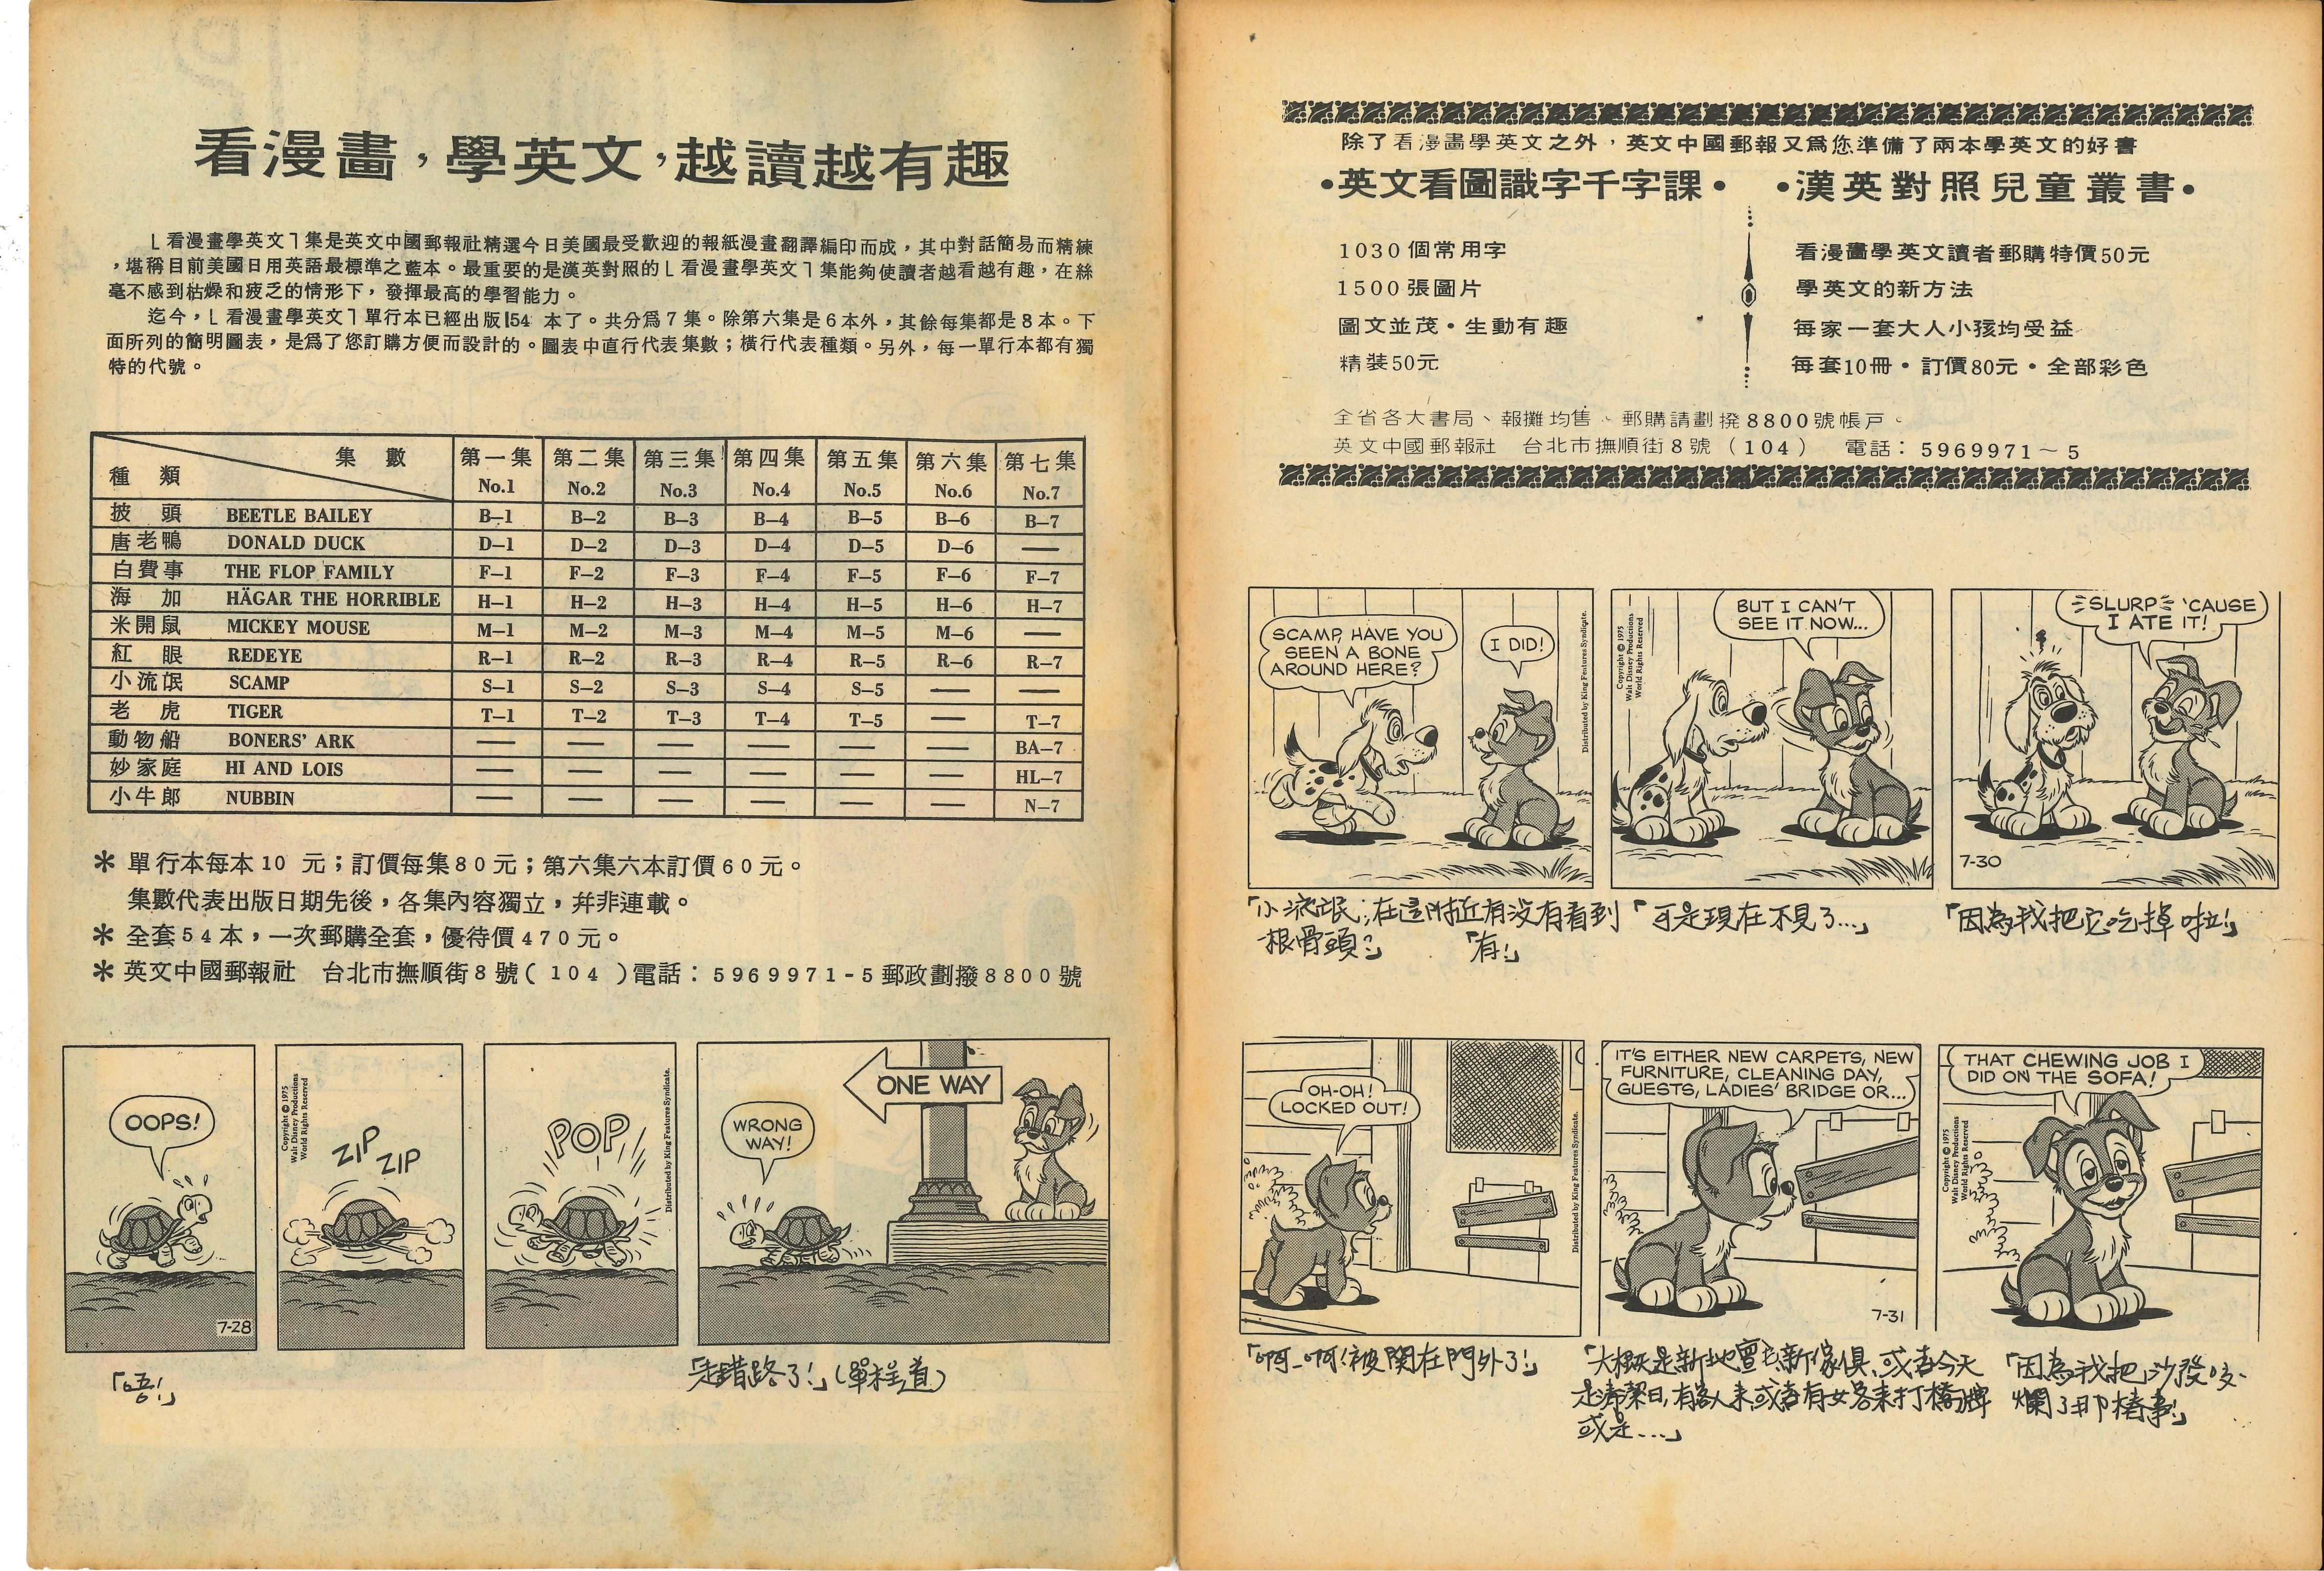 看漫畫，學英文，越讀越有趣
「看漫畫學英文」集是英文中國郵報社精選今日美國最受歡迎的報紙漫畫翻譯編印而成，其中對話簡易而精練
，堪稱目前美國日用英語最標準之藍本。最重要的是漢英對照的「看漫畫學英文」集能夠使讀者越看越有趣，在絲
毫不感到枯燥和疲乏的情形下，發揮最高的學習能力。
迄今，「看漫畫學英文」單行本已經出版54 本了。共分爲7集。除第六集是6本外，其餘每集都是8本。下
面所列的簡明圖表，是爲了您訂購方便而設計的。圖表中直行代表集數；橫行代表種類。另外，每一單行本都有獨
特的代號。
集 數 第一集 第二集 第三集 第四集 第五集 第六集 第七集
種 類 No.1 No.2 No.3 No.4 No.5 No.6 No.7
披 頭 BEETLE BAILEY B–1 B–2 B–3 B–4 B–5 B–6 B–7
唐老鴨 DONALD DUCK D–1 D–2 D–3 D–4 D–5 D–6 —
白費事 THE FLOP FAMILY F–1 F–2 F–3 F–4 F–5 F–6 F–7
海 加 HÄGAR THE HORRIBLE H–1 H–2 H–3 H–4 H–5 H–6 H–7
米開鼠 MICKEY MOUSE M–1 M–2 M–3 M–4 M–5 M–6 —
紅 眼 REDEYE R–1 R–2 R–3 R–4 R–5 R–6 R–7
小流氓 SCAMP S–1 S–2 S–3 S–4 S–5 — —
老 虎 TIGER T–1 T–2 T–3 T–4 T–5 — T–7
動物船 BONERS' ARK — — — — — — BA–7
妙家庭 HI AND LOIS — — — — — — HL–7
小牛郎 NUBBIN — — — — — — N–7
＊ 單行本每本10 元；訂價每集80元；第六集六本訂價60元。
集數代表出版日期先後，各集內容獨立，幷非連載。
＊ 全套54本，一次郵購全套，優待價470元。
＊ 英文中國郵報社 台北市撫順街8號( 104 )電話：5969971-5郵政劃撥8800號
OOPS!
7-28
Copyright © 1975
Walt Disney Productions
World Rights Reserved
ZIP ZIP
POP
Distributed by King Features Syndicate.
WRONG
WAY!
ONE WAY
「唔！」
「走錯路了！」(單程道)
除了看漫畫學英文之外，英文中國郵報又爲您準備了兩本學英文的好書
•英文看圖識字千字課•
1030個常用字
1500張圖片
圖文並茂・生動有趣
精裝50元
•漢英對照兒童叢書•
看漫畫學英文讀者郵購特價50元
學英文的新方法
每家一套大人小孩均受益
每套10冊・訂價80元・全部彩色
全省各大書局、報攤均售、郵購請劃撥8800號帳戸。
英文中國郵報社 台北市撫順街8號（104） 電話：5969971～5
SCAMP, HAVE YOU
SEEN A BONE
AROUND HERE?
I DID!
Distributed by King Features Syndicate.
Copyright © 1975
Walt Disney Productions
World Rights Reserved
BUT I CAN'T
SEE IT NOW...
SLURP 'CAUSE
I ATE IT!
7-30
「小流氓，在這附近有沒有看到
一根骨頭？」
「有！」
「可是現在不見了...」
「因為我把它吃掉啦！」
OH-OH!
LOCKED OUT!
Distributed by King Features Syndicate.
IT'S EITHER NEW CARPETS, NEW
FURNITURE, CLEANING DAY,
GUESTS, LADIES' BRIDGE OR...
7-31
THAT CHEWING JOB I
DID ON THE SOFA!
Copyright © 1975
Walt Disney Productions
World Rights Reserved
「啊—啊！被關在門外了！」
「大概是新地氈，新傢俱，或者今天
是清潔日，有客人來，或者有女客來打橋牌
或是...」
「因為我把沙發咬
爛了那樁事！」